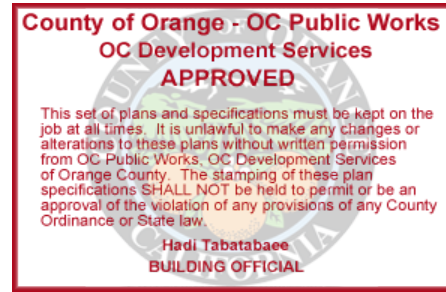 County of Orange - OC Public Works
OC Development Services
APPROVED
This set of plans and specifications must be kept on the
job at all times. It is unlawful to make any changes or
alterations to these plans without written permission
from OC Public Works, OC Development Services
of Orange County. The stamping of these plan
specifications SHALL NOT be held to permit or be an
approval of the violation of any provisions of any County
Ordinance or State law.
Hadi Tabatabaee
BUILDING OFFICIAL
COUNTY OF ORANGE
CALIFORNIA